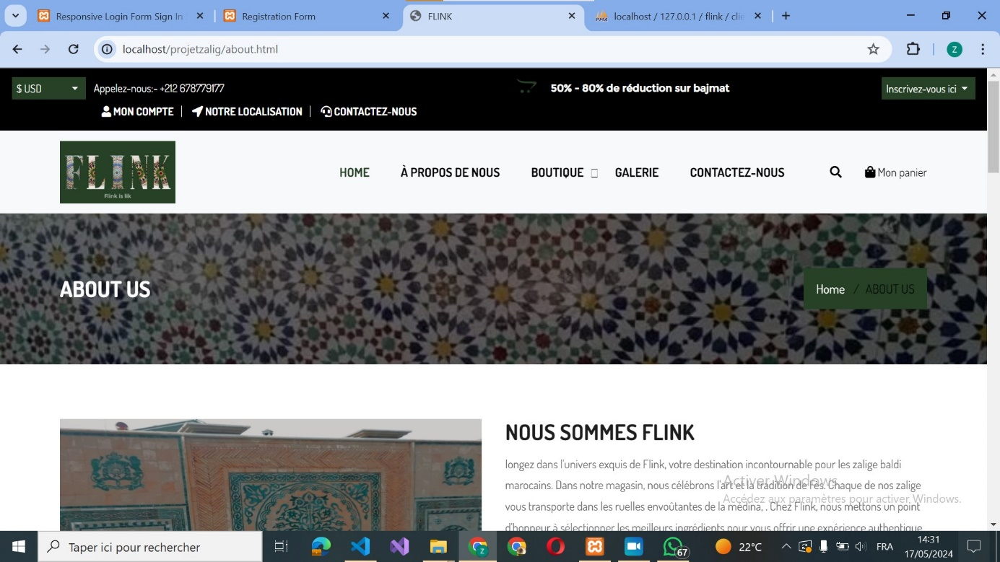 Responsive Login Form Sign In
Registration Form
FLINK
localhost / 127.0.0.1 / flink / clie
localhost/projetzalig/about.html
Z
$ USD
Appelez-nous:- +212 678779177
50% - 80% de réduction sur bajmat
Inscrivez-vous ici
MON COMPTE
NOTRE LOCALISATION
CONTACTEZ-NOUS
FLINK
Flink is lik
HOME
À PROPOS DE NOUS
BOUTIQUE
GALERIE
CONTACTEZ-NOUS
Mon panier
ABOUT US
Home / ABOUT US
NOUS SOMMES FLINK
longez dans l'univers exquis de Flink, votre destination incontournable pour les zalige baldi
marocains. Dans notre magasin, nous célébrons l'art et la tradition de Fès. Chaque de nos zalige
vous transporte dans les ruelles envoûtantes de la médina, . Chez Flink, nous mettons un point
d'honneur à sélectionner les meilleurs ingrédients pour vous offrir une expérience authentique
Activer Windows
Accédez aux paramètres pour activer Windows.
Taper ici pour rechercher
67
22°C
FRA
14:31
17/05/2024